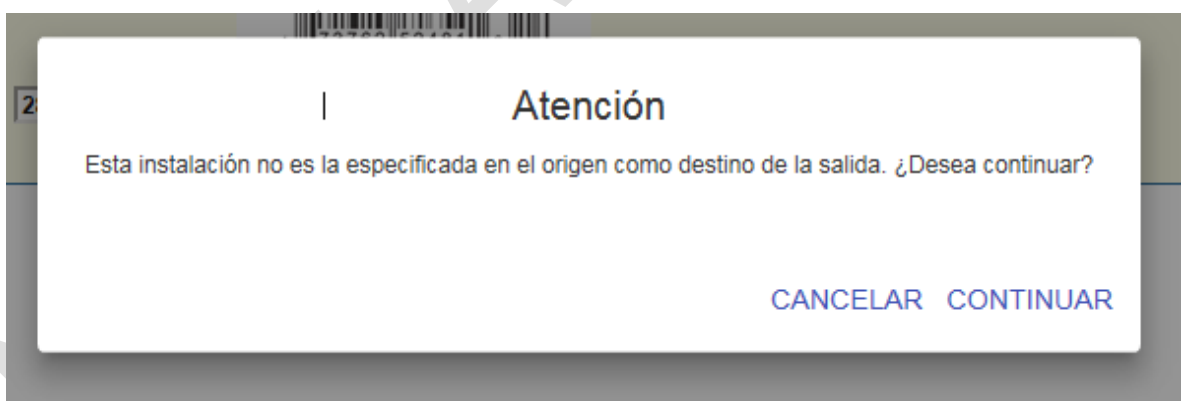 Atención
Esta instalación no es la especificada en el origen como destino de la salida. ¿Desea continuar?
CANCELAR CONTINUAR